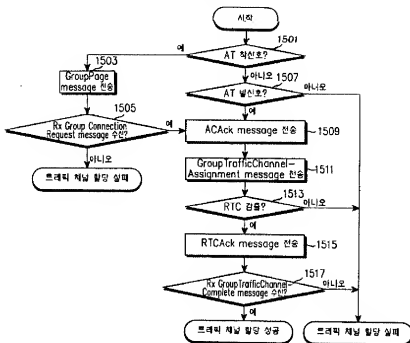 시작
1501
AT 착신호?
예
아니오
1503
GroupPage
message 전송
1507
AT 발신호?
아니오
예
1505
Rx Group Connection
Request message 수신?
예
아니오
트래픽 채널 할당 실패
ACAck message 전송
1509
GroupTrafficChannel-
Assignment message 전송
1511
1513
RTC 검출?
아니오
예
RTCAck message 전송
1515
1517
Rx GroupTrafficChannel-
Complete message 수신?
아니오
예
트래픽 채널 할당 성공
트래픽 채널 할당 실패